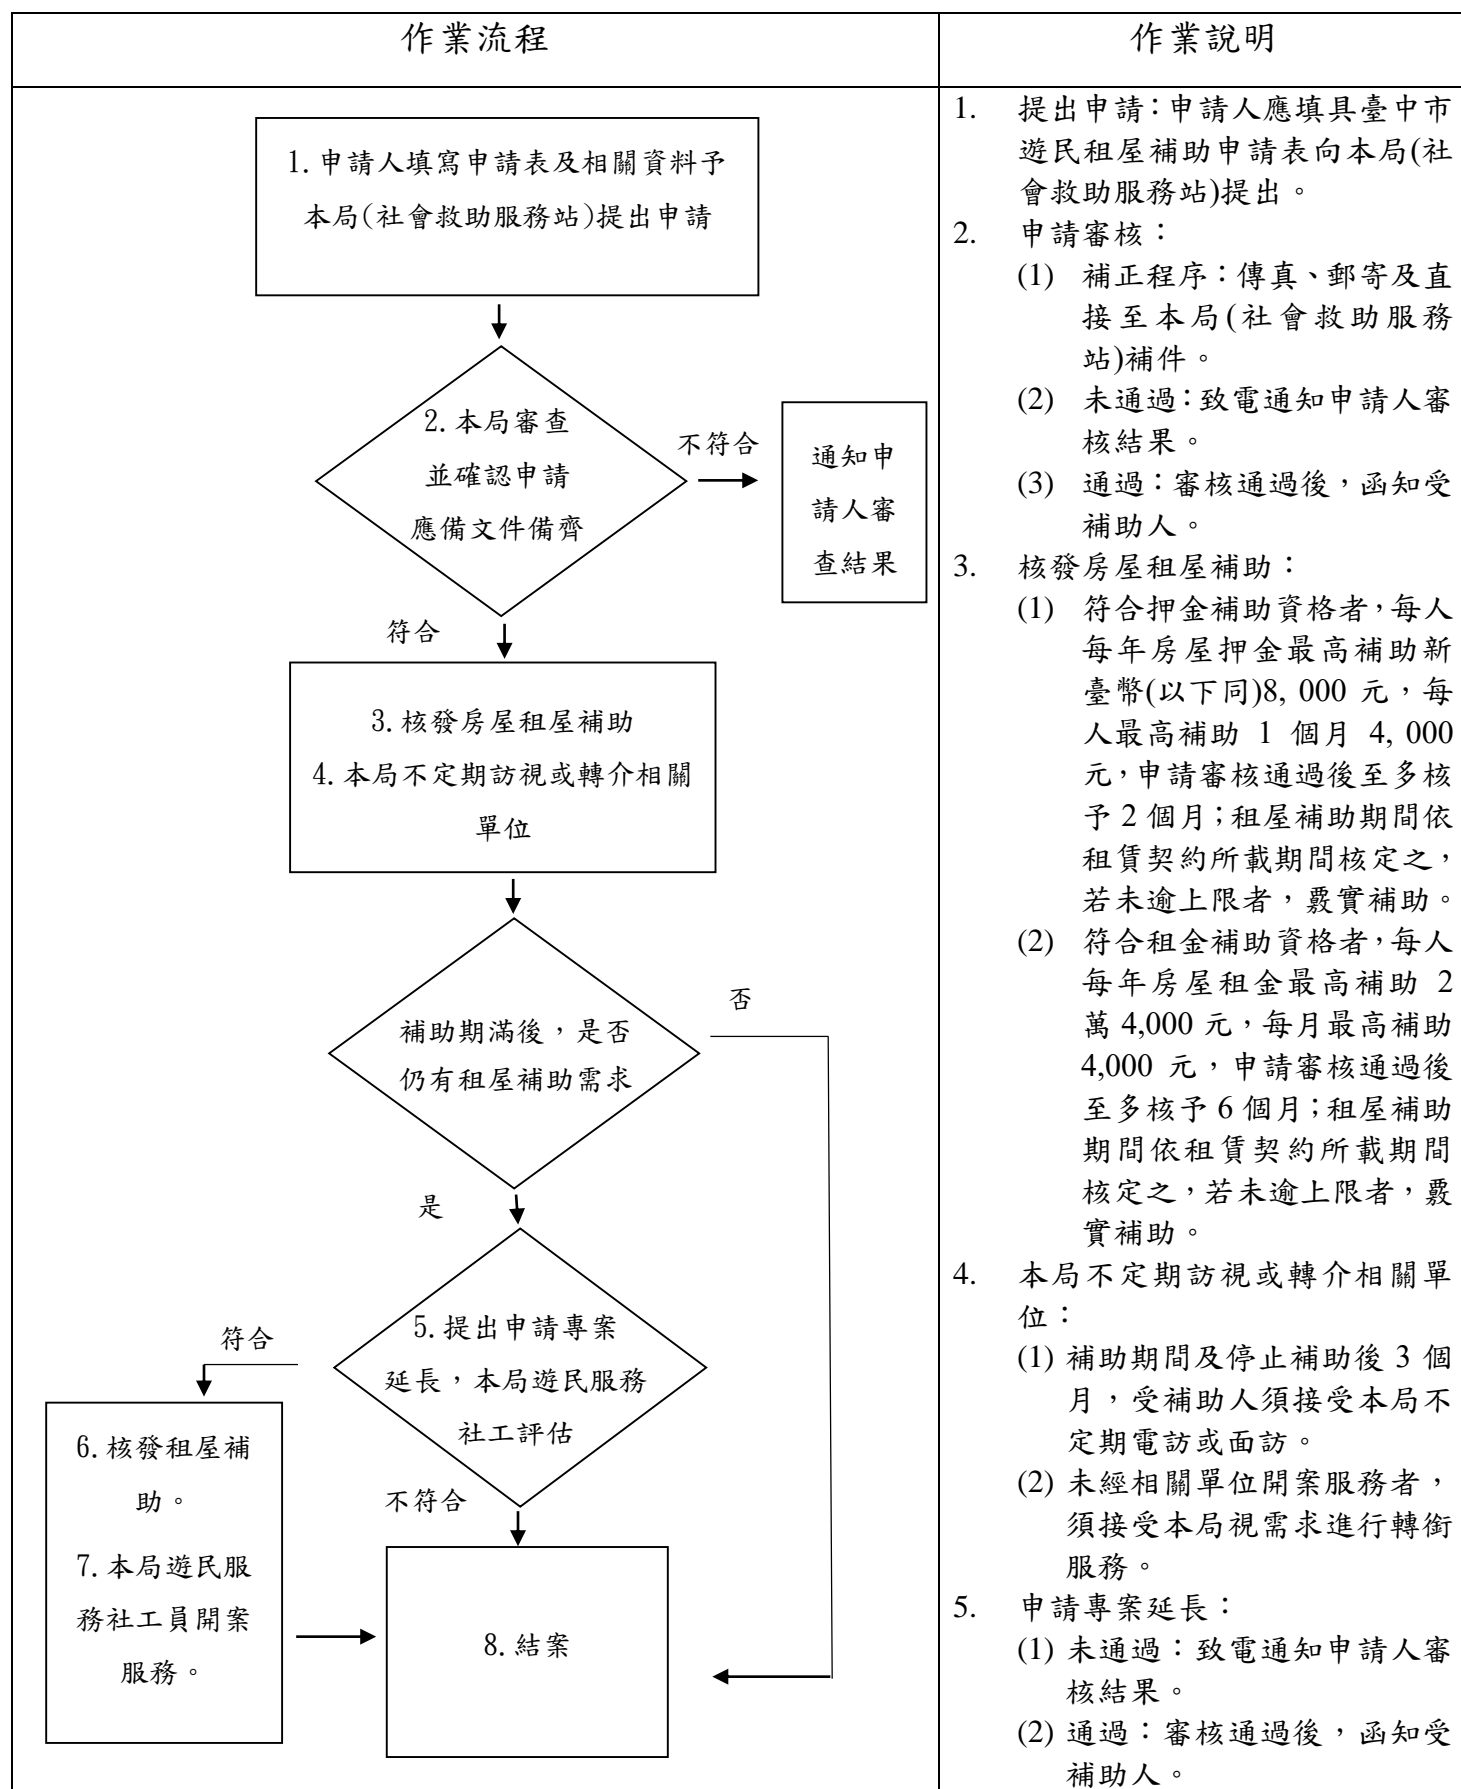 作業流程
作業說明
1.申請人填寫申請表及相關資料予
本局(社會救助服務站)提出申請
2.本局審查
並確認申請
應備文件備齊
不符合
通知申
請人審
查結果
符合
3.核發房屋租屋補助
4.本局不定期訪視或轉介相關
單位
補助期滿後，是否
仍有租屋補助需求
否
是
5.提出申請專案
延長，本局遊民服務
社工評估
符合
不符合
6.核發租屋補
助。
7.本局遊民服
務社工員開案
服務。
8.結案
1. 提出申請：申請人應填具臺中市
遊民租屋補助申請表向本局(社
會救助服務站)提出。
2. 申請審核：
(1) 補正程序：傳真、郵寄及直
接至本局(社會救助服務
站)補件。
(2) 未通過：致電通知申請人審
核結果。
(3) 通過：審核通過後，函知受
補助人。
3. 核發房屋租屋補助：
(1) 符合押金補助資格者，每人
每年房屋押金最高補助新
臺幣(以下同)8, 000 元，每
人最高補助 1 個月 4, 000
元，申請審核通過後至多核
予 2 個月；租屋補助期間依
租賃契約所載期間核定之，
若未逾上限者，覈實補助。
(2) 符合租金補助資格者，每人
每年房屋租金最高補助 2
萬 4,000 元，每月最高補助
4,000 元，申請審核通過後
至多核予 6 個月；租屋補助
期間依租賃契約所載期間
核定之，若未逾上限者，覈
實補助。
4. 本局不定期訪視或轉介相關單
位：
(1) 補助期間及停止補助後 3 個
月，受補助人須接受本局不
定期電訪或面訪。
(2) 未經相關單位開案服務者，
須接受本局視需求進行轉銜
服務。
5. 申請專案延長：
(1) 未通過：致電通知申請人審
核結果。
(2) 通過：審核通過後，函知受
補助人。